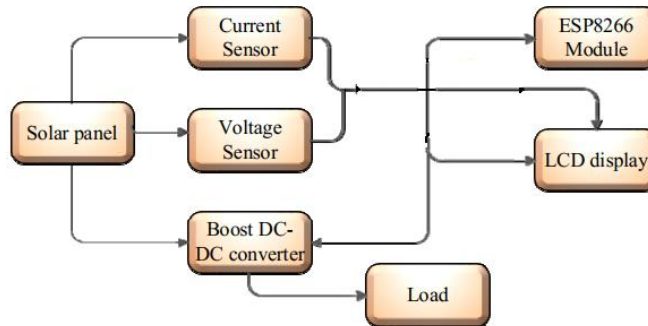 Current
Sensor
ESP8266
Module
Solar panel
Voltage
Sensor
LCD display
Boost DC-
DC converter
Load